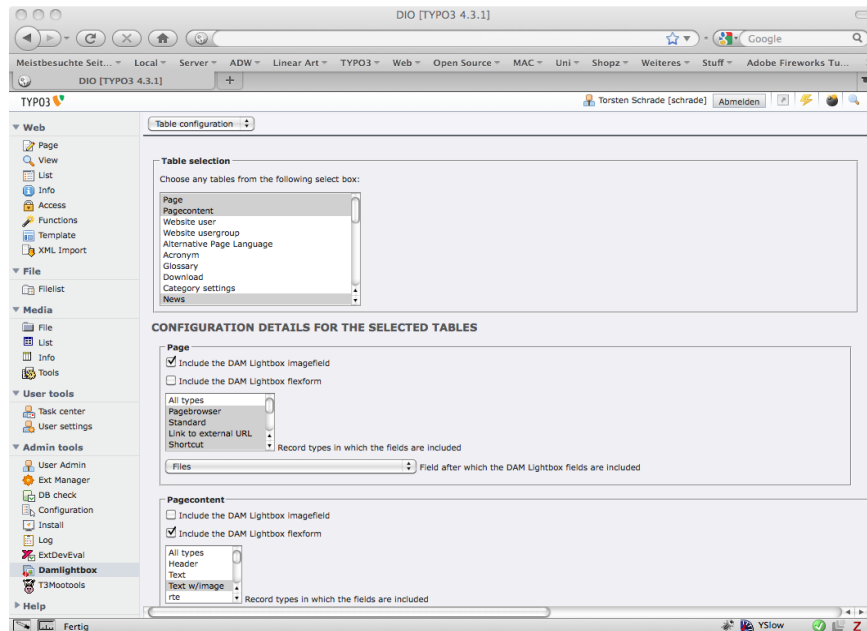 DIO [TYPO3 4.3.1]
Google
Meistbesuchte Seit... Local Server ADW Linear Art TYPO3 Web Open Source MAC Uni Shopz Weiteres Stuff Adobe Fireworks Tu...
DIO [TYPO3 4.3.1] +
TYPO3 Torsten Schrade [schrade] Abmelden
Web
Page
View
List
Info
Access
Functions
Template
XML Import
File
Filelist
Media
File
List
Info
Tools
User tools
Task center
User settings
Admin tools
User Admin
Ext Manager
DB check
Configuration
Install
Log
ExtDevEval
Damlightbox
T3Mootools
Help
Table configuration
Table selection
Choose any tables from the following select box:
Page
Pagecontent
Website user
Website usergroup
Alternative Page Language
Acronym
Glossary
Download
Category settings
News
CONFIGURATION DETAILS FOR THE SELECTED TABLES
Page
Include the DAM Lightbox imagefield
Include the DAM Lightbox flexform
All types
Pagebrowser
Standard
Link to external URL
Shortcut
Record types in which the fields are included
Files Field after which the DAM Lightbox fields are included
Pagecontent
Include the DAM Lightbox imagefield
Include the DAM Lightbox flexform
All types
Header
Text
Text w/image
rte
Record types in which the fields are included
Fertig YSlow Z